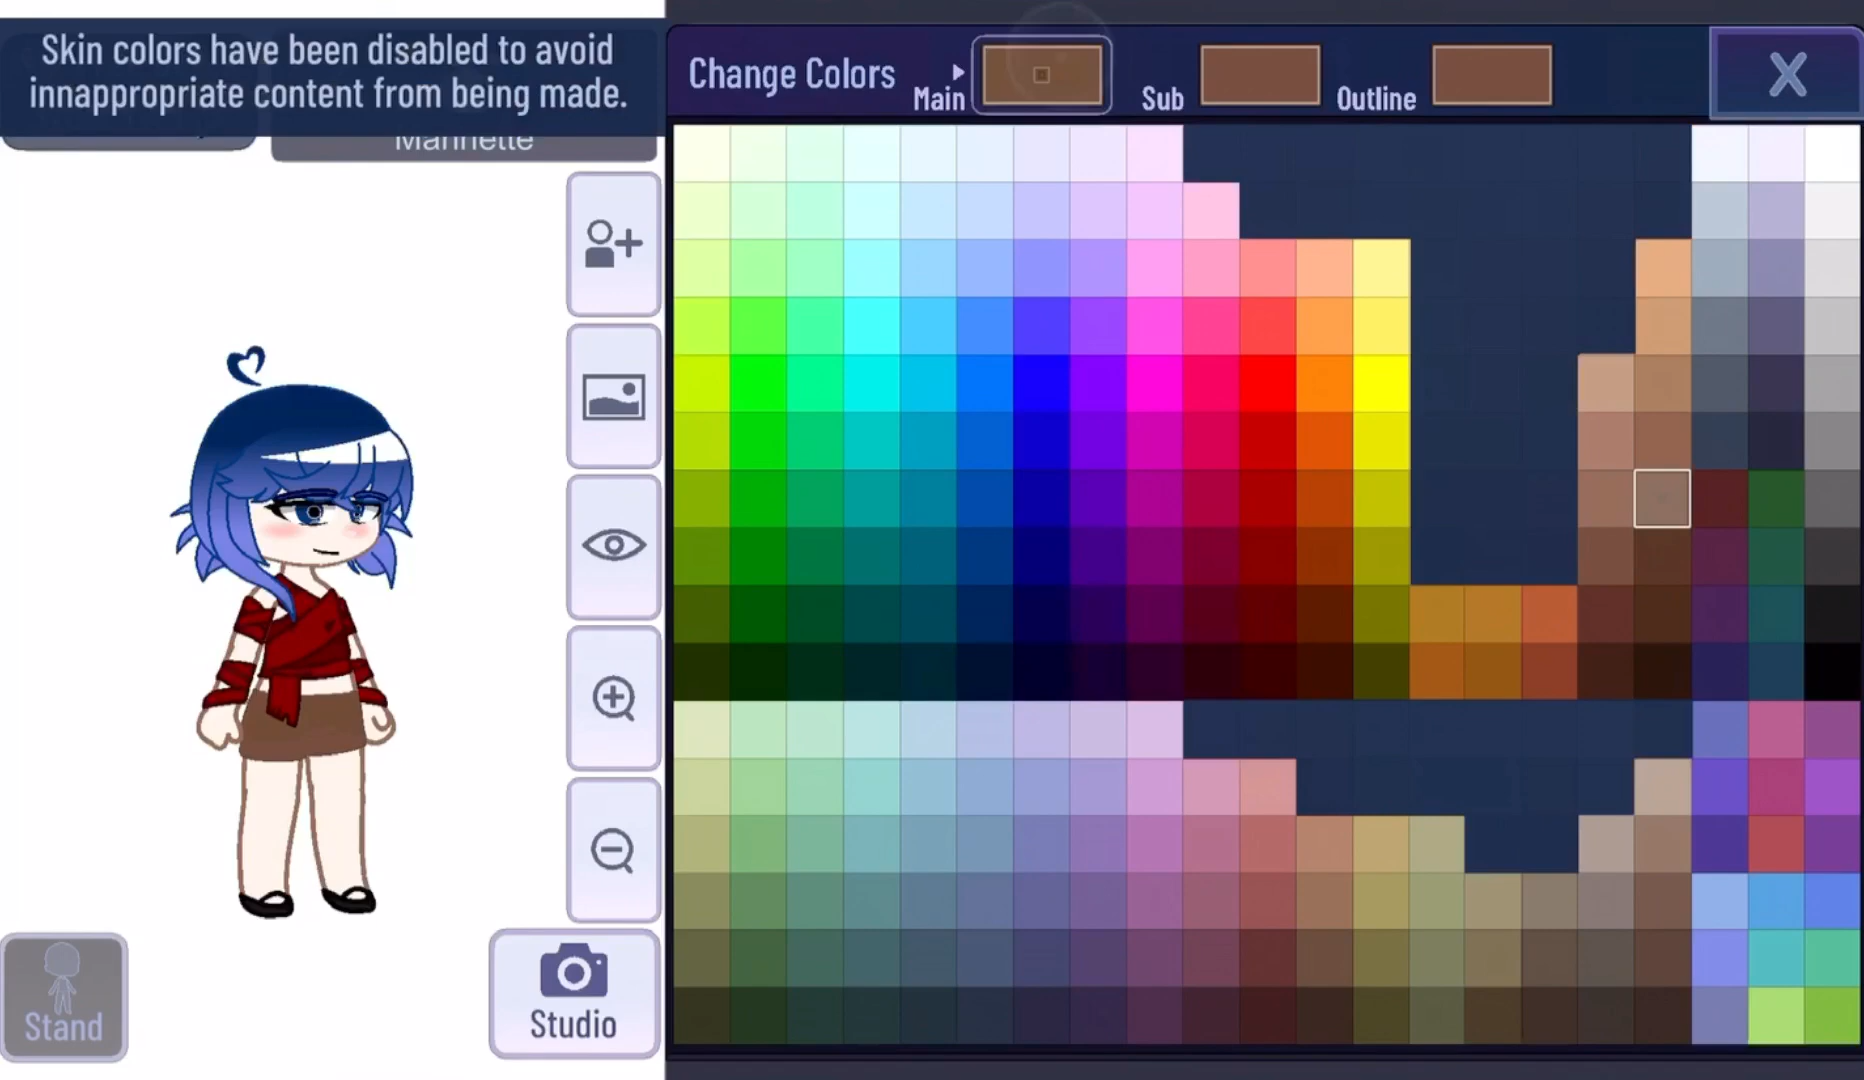 Skin colors have been disabled to avoid
innappropriate content from being made.
Mannette
Change Colors
Main
Sub
Outline
X
Stand
Studio